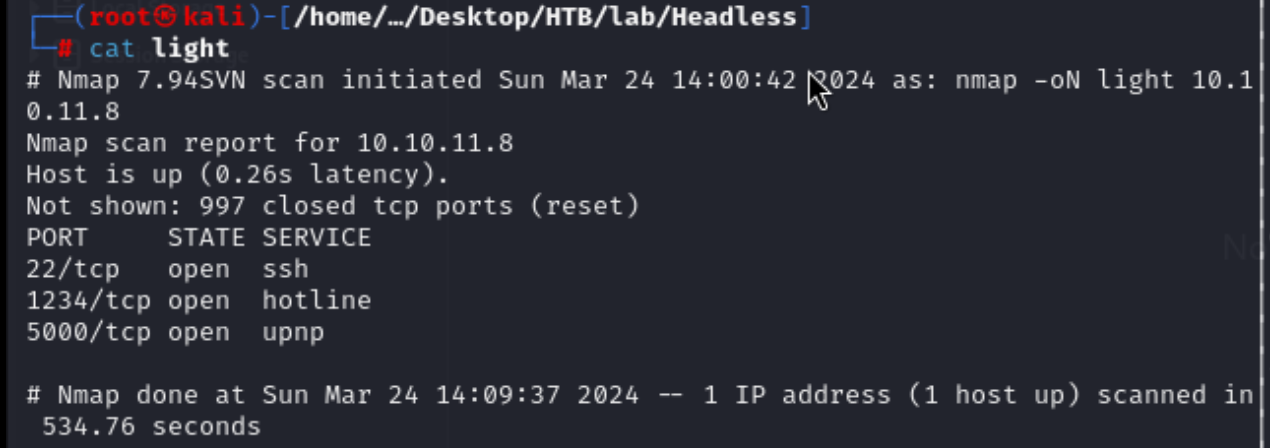 ┌──(root㉿kali)-[/home/…/Desktop/HTB/lab/Headless]
└─# cat light
# Nmap 7.94SVN scan initiated Sun Mar 24 14:00:42 2024 as: nmap -oN light 10.1
0.11.8
Nmap scan report for 10.10.11.8
Host is up (0.26s latency).
Not shown: 997 closed tcp ports (reset)
PORT     STATE SERVICE
22/tcp   open  ssh
1234/tcp open  hotline
5000/tcp open  upnp

# Nmap done at Sun Mar 24 14:09:37 2024 -- 1 IP address (1 host up) scanned in
 534.76 seconds